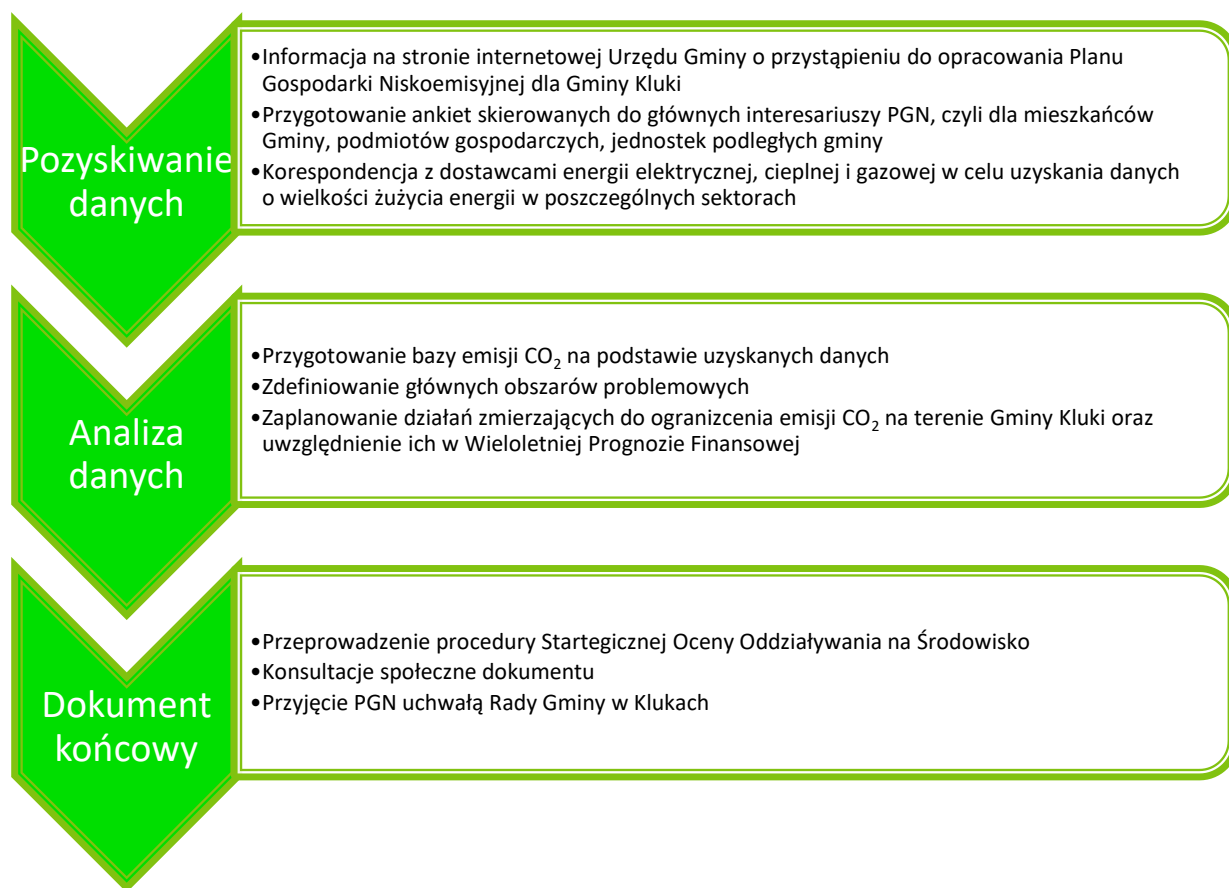 Pozyskiwanie
danych
•Informacja na stronie internetowej Urzędu Gminy o przystąpieniu do opracowania Planu
Gospodarki Niskoemisyjnej dla Gminy Kluki
•Przygotowanie ankiet skierowanych do głównych interesariuszy PGN, czyli dla mieszkańców
Gminy, podmiotów gospodarczych, jednostek podległych gminy
•Korespondencja z dostawcami energii elektrycznej, cieplnej i gazowej w celu uzyskania danych
o wielkości żużycia energii w poszczególnych sektorach
Analiza
danych
•Przygotowanie bazy emisji CO₂ na podstawie uzyskanych danych
•Zdefiniowanie głównych obszarów problemowych
•Zaplanowanie działań zmierzających do ogranizcenia emisji CO₂ na terenie Gminy Kluki oraz
uwzględnienie ich w Wieloletniej Prognozie Finansowej
Dokument
końcowy
•Przeprowadzenie procedury Startegicznej Oceny Oddziaływania na Środowisko
•Konsultacje społeczne dokumentu
•Przyjęcie PGN uchwałą Rady Gminy w Klukach